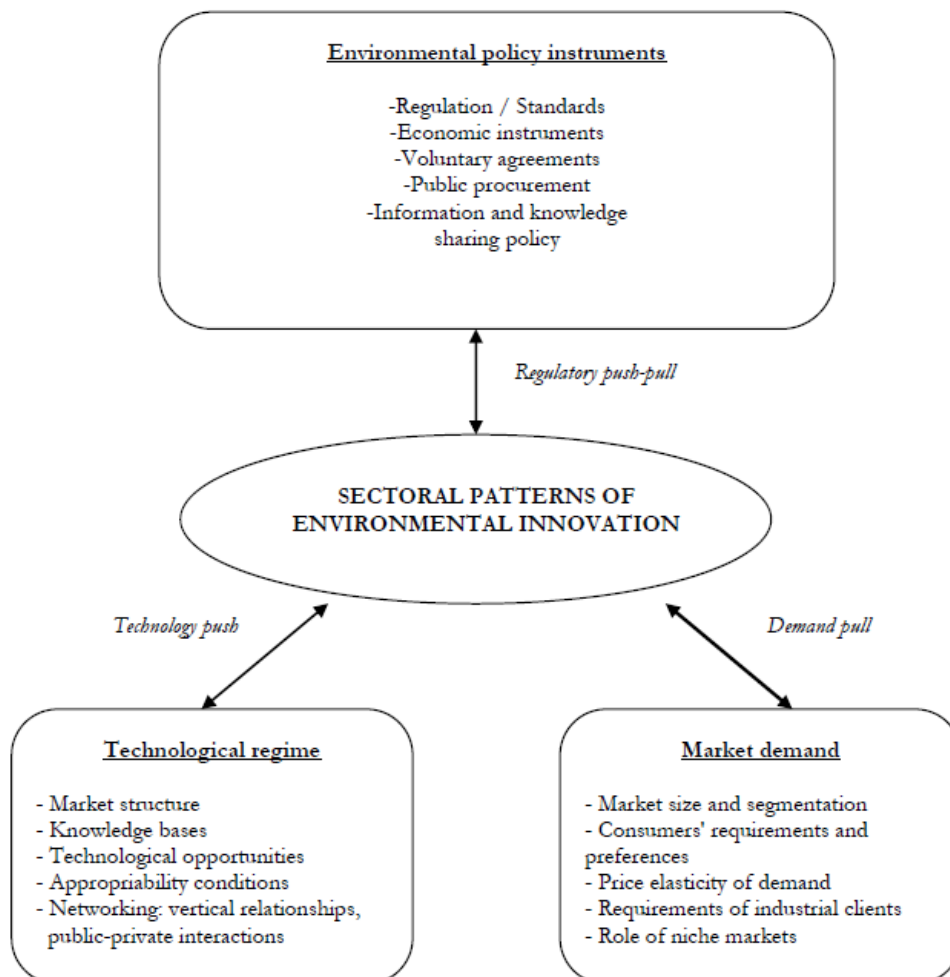 Environmental policy instruments
-Regulation / Standards
-Economic instruments
-Voluntary agreements
-Public procurement
-Information and knowledge
sharing policy
Regulatory push-pull
SECTORAL PATTERNS OF
ENVIRONMENTAL INNOVATION
Technology push
Demand pull
Technological regime
- Market structure
- Knowledge bases
- Technological opportunities
- Appropriability conditions
- Networking: vertical relationships,
public-private interactions
Market demand
- Market size and segmentation
- Consumers' requirements and
preferences
- Price elasticity of demand
- Requirements of industrial clients
- Role of niche markets